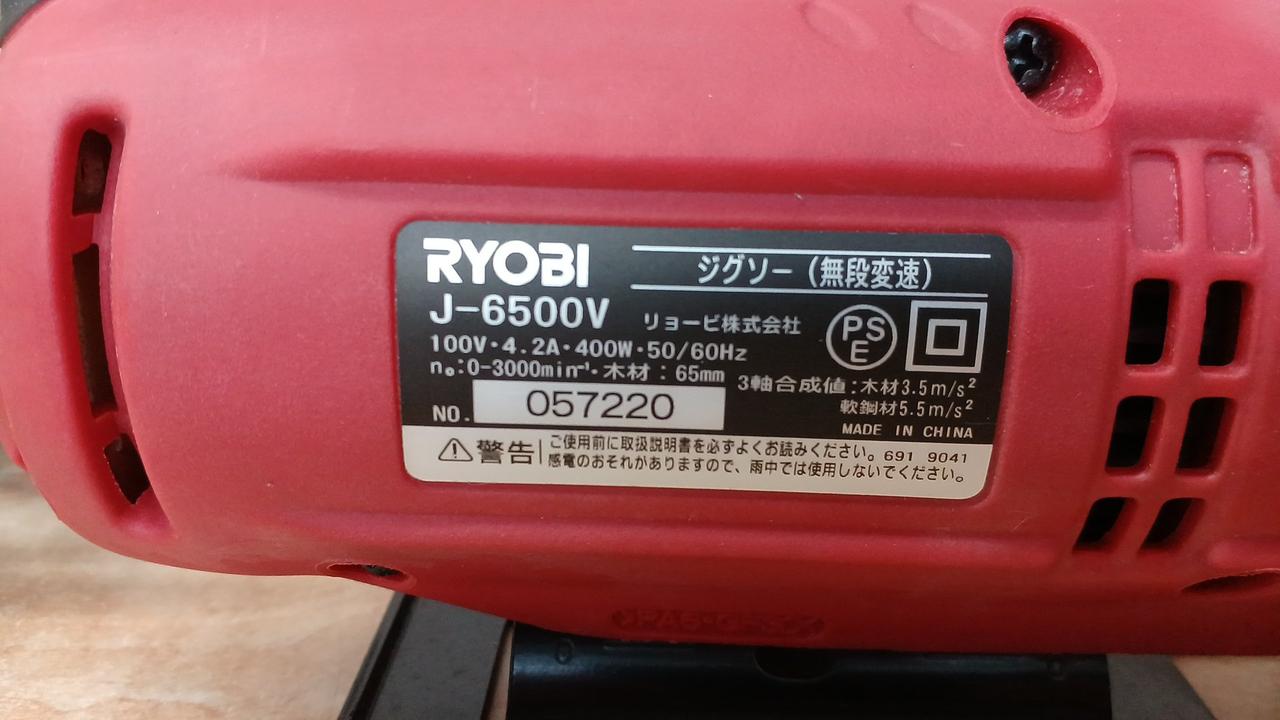 RYOBI
ジグソー（無段変速）
J-6500V リョービ株式会社
PS
E
100V・4.2A・400W・50/60Hz
n₀:0-3000min⁻¹・木材：65mm
3軸合成値：木材3.5m/s²
軟鋼材5.5m/s²
NO. 057220
MADE IN CHINA
⚠警告 ご使用前に取扱説明書を必ずよくお読みください。691 9041
感電のおそれがありますので、雨中では使用しないでください。
>PA6-GF30<